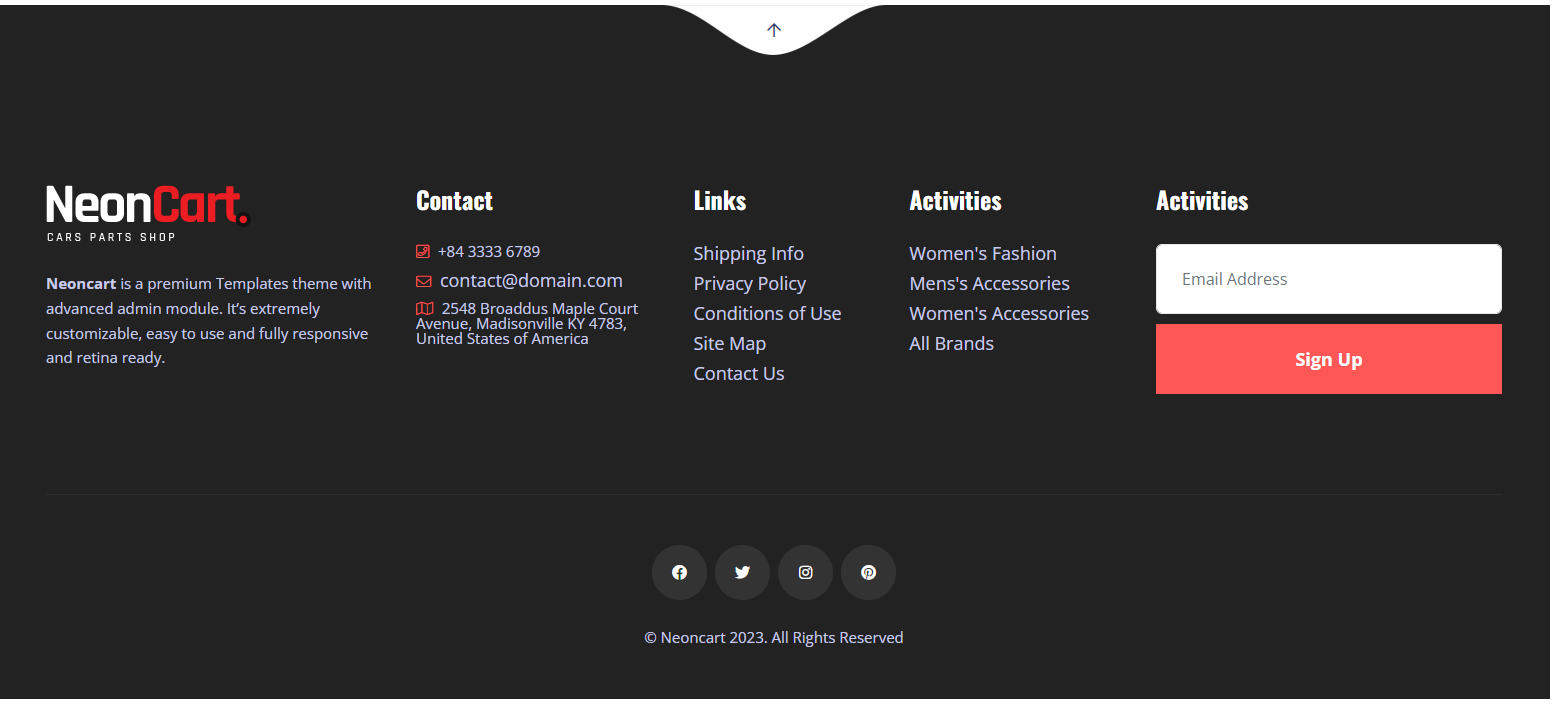 NeonCart.
CARS PARTS SHOP
Neoncart is a premium Templates theme with
advanced admin module. It’s extremely
customizable, easy to use and fully responsive
and retina ready.
Contact
+84 3333 6789
contact@domain.com
2548 Broaddus Maple Court
Avenue, Madisonville KY 4783,
United States of America
Links
Shipping Info
Privacy Policy
Conditions of Use
Site Map
Contact Us
Activities
Women's Fashion
Mens's Accessories
Women's Accessories
All Brands
Activities
Email Address
Sign Up
© Neoncart 2023. All Rights Reserved